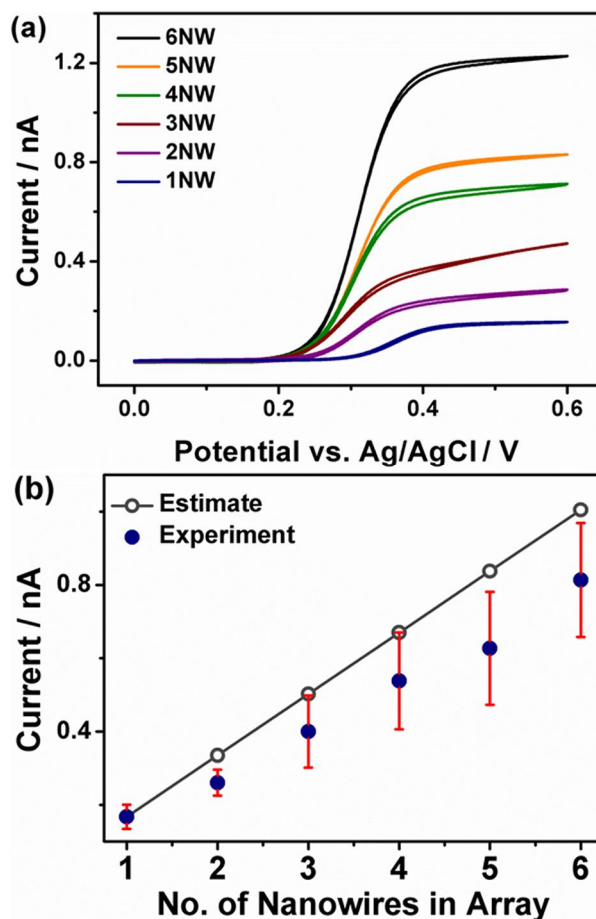 (a)
6NW
5NW
4NW
3NW
2NW
1NW
1.2
0.8
0.4
0.0
Current / nA
0.0 0.2 0.4 0.6
Potential vs. Ag/AgCl / V
(b)
Estimate
Experiment
0.8
0.4
Current / nA
1 2 3 4 5 6
No. of Nanowires in Array